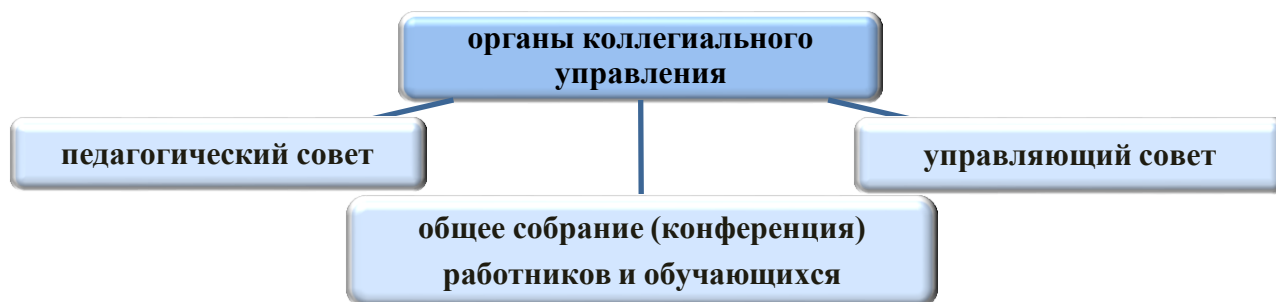 органы коллегиального
управления
педагогический совет
управляющий совет
общее собрание (конференция)
работников и обучающихся